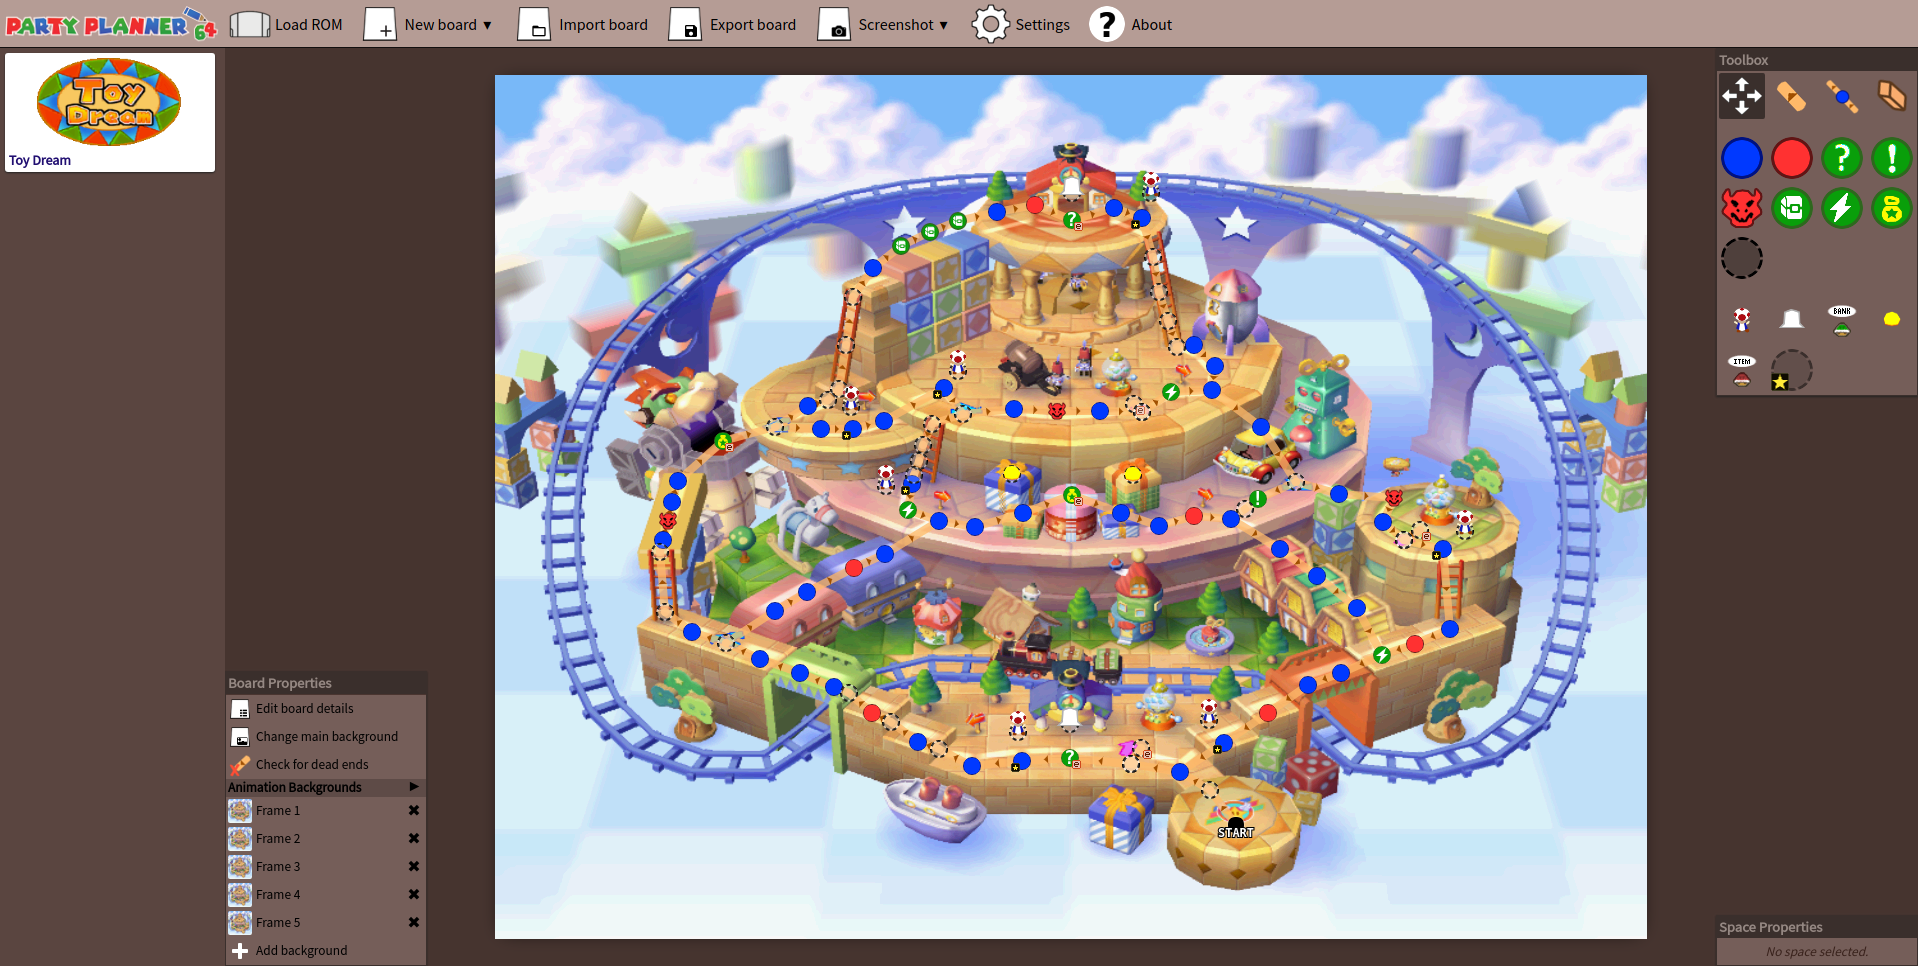 PARTY PLANNER 64
Load ROM
New board ▼
Import board
Export board
Screenshot ▼
Settings
? About
Toy
Dream
Toy Dream
Toolbox
? !
BANK
ITEM
START
Board Properties
Edit board details
Change main background
Check for dead ends
Animation Backgrounds ▶
Frame 1 ✖
Frame 2 ✖
Frame 3 ✖
Frame 4 ✖
Frame 5 ✖
Add background
Space Properties
No space selected.